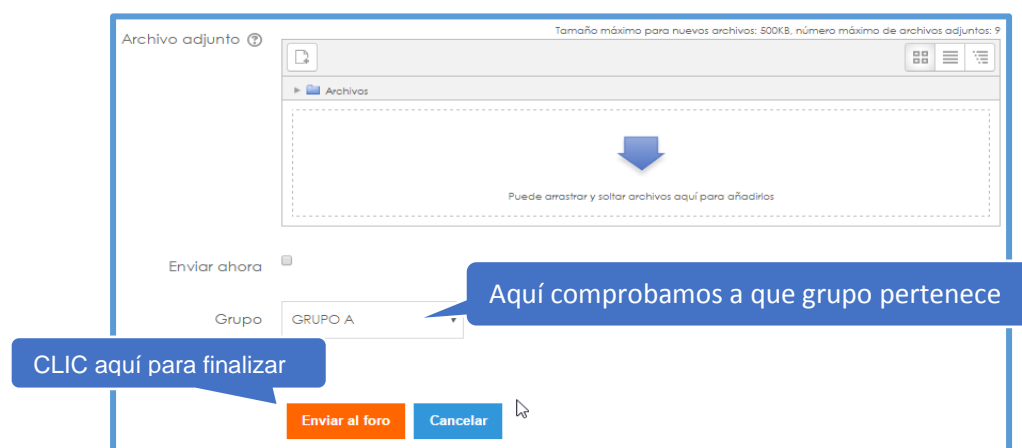 Tamaño máximo para nuevos archivos: 500KB, número máximo de archivos adjuntos: 9
Archivo adjunto
Archivos
Puede arrastrar y soltar archivos aquí para añadirlos
Enviar ahora
Aquí comprobamos a que grupo pertenece
Grupo GRUPO A
CLIC aquí para finalizar
Enviar al foro Cancelar